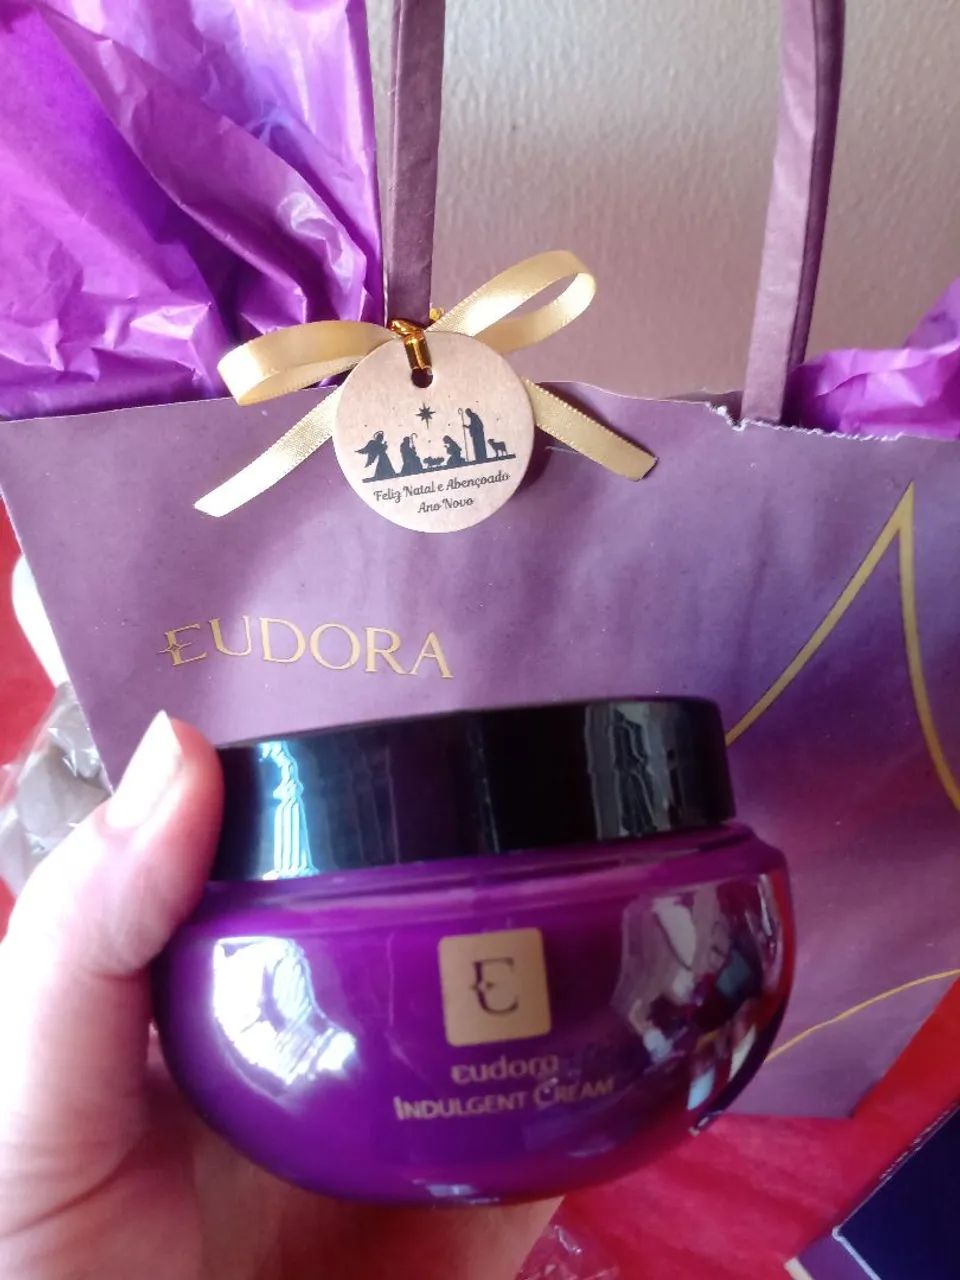 Feliz Natal e Abençoado
Ano Novo
EUDORA
E
eudora
INDULGENT CREAM